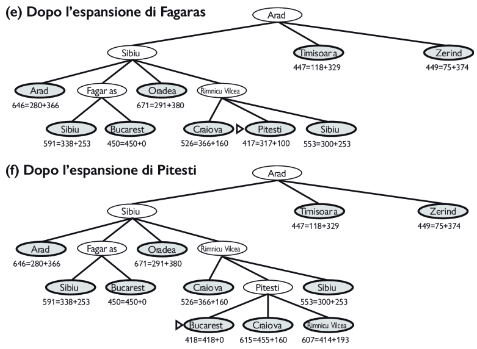 (e) Dopo l'espansione di Fagaras
Arad
Sibiu Timisoara Zerind
447=118+329 449=75+374
Arad Fagar as Oradea Rimnicu Vilcea
646=280+366 671=291+380
Sibiu Bucarest Craiova Pitesti Sibiu
591=338+253 450=450+0 526=366+160 417=317+100 553=300+253
(f) Dopo l'espansione di Pitesti
Arad
Sibiu Timisoara Zerind
447=118+329 449=75+374
Arad Fagar as Oradea Rimnicu Vilcea
646=280+366 671=291+380
Sibiu Bucarest Craiova Pitesti Sibiu
591=338+253 450=450+0 526=366+160 553=300+253
Bucarest Craiova Rimnicu Vilcea
418=418+0 615=455+160 607=414+193